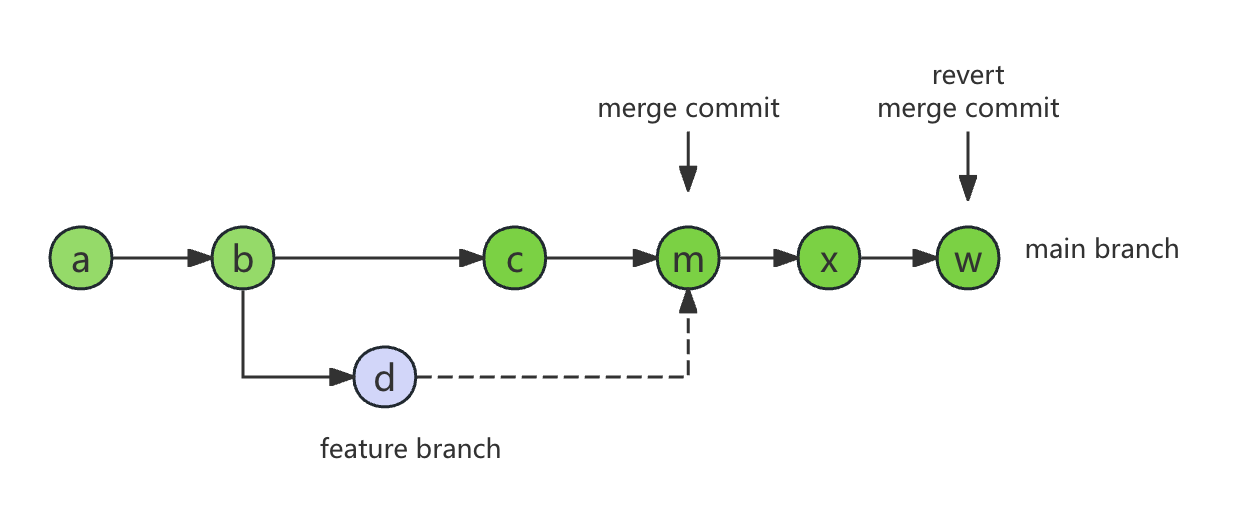 revert
merge commit
merge commit
a
b
c
m
x
w
main branch
d
feature branch